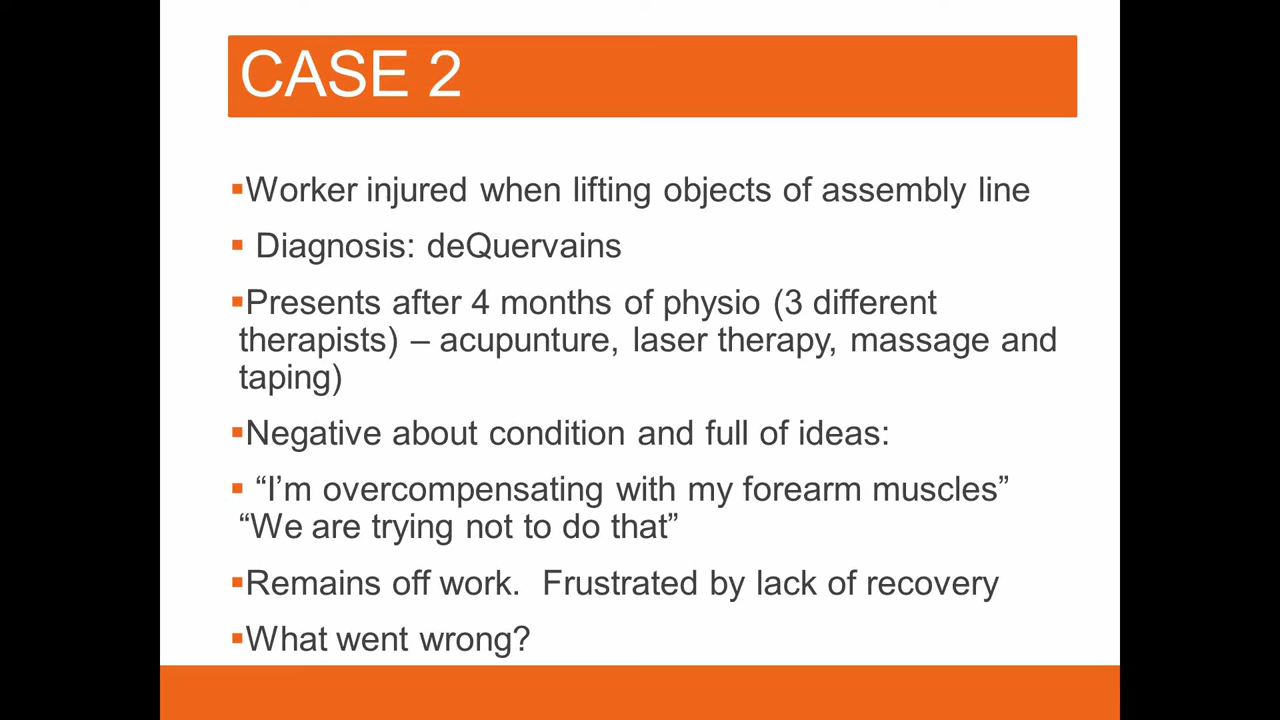 CASE 2
▪Worker injured when lifting objects of assembly line
▪ Diagnosis: deQuervains
▪Presents after 4 months of physio (3 different
therapists) – acupunture, laser therapy, massage and
taping)
▪Negative about condition and full of ideas:
▪ “I’m overcompensating with my forearm muscles”
“We are trying not to do that”
▪Remains off work.  Frustrated by lack of recovery
▪What went wrong?